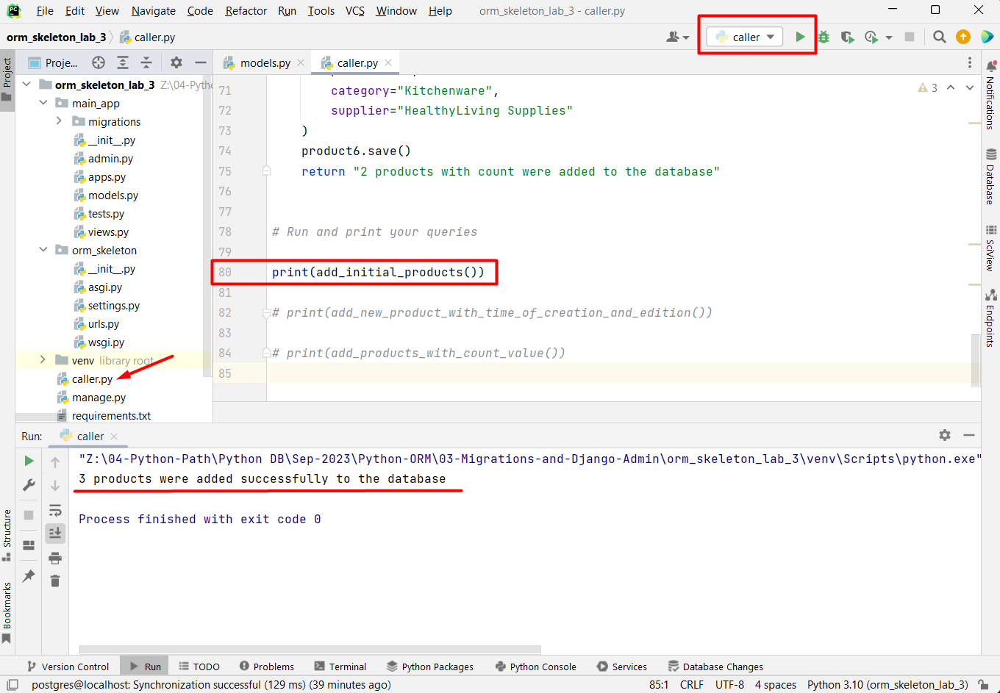 PC File Edit View Navigate Code Refactor Run Tools VCS Window Help orm_skeleton_lab_3 - caller.py
orm_skeleton_lab_3 caller.py caller
Project
Proje...
models.py
caller.py
orm_skeleton_lab_3 Z:\04-Pytho
main_app
migrations
__init__.py
admin.py
apps.py
models.py
tests.py
views.py
orm_skeleton
__init__.py
asgi.py
settings.py
urls.py
wsgi.py
venv library root
caller.py
manage.py
requirements.txt
71 category="Kitchenware",
72 supplier="HealthyLiving Supplies"
73 )
74 product6.save()
75 return "2 products with count were added to the database"
76
77
78 # Run and print your queries
79
80 print(add_initial_products())
81
82 # print(add_new_product_with_time_of_creation_and_edition())
83
84 # print(add_products_with_count_value())
85
3
Notifications
Database
SciView
Endpoints
Run: caller
"Z:\04-Python-Path\Python DB\Sep-2023\Python-ORM\03-Migrations-and-Django-Admin\orm_skeleton_lab_3\venv\Scripts\python.exe"
3 products were added successfully to the database
Process finished with exit code 0
Structure
Bookmarks
Version Control Run TODO Problems Terminal Python Packages Python Console Services Database Changes
postgres@localhost: Synchronization successful (129 ms) (39 minutes ago) 85:1 CRLF UTF-8 4 spaces Python 3.10 (orm_skeleton_lab_3)